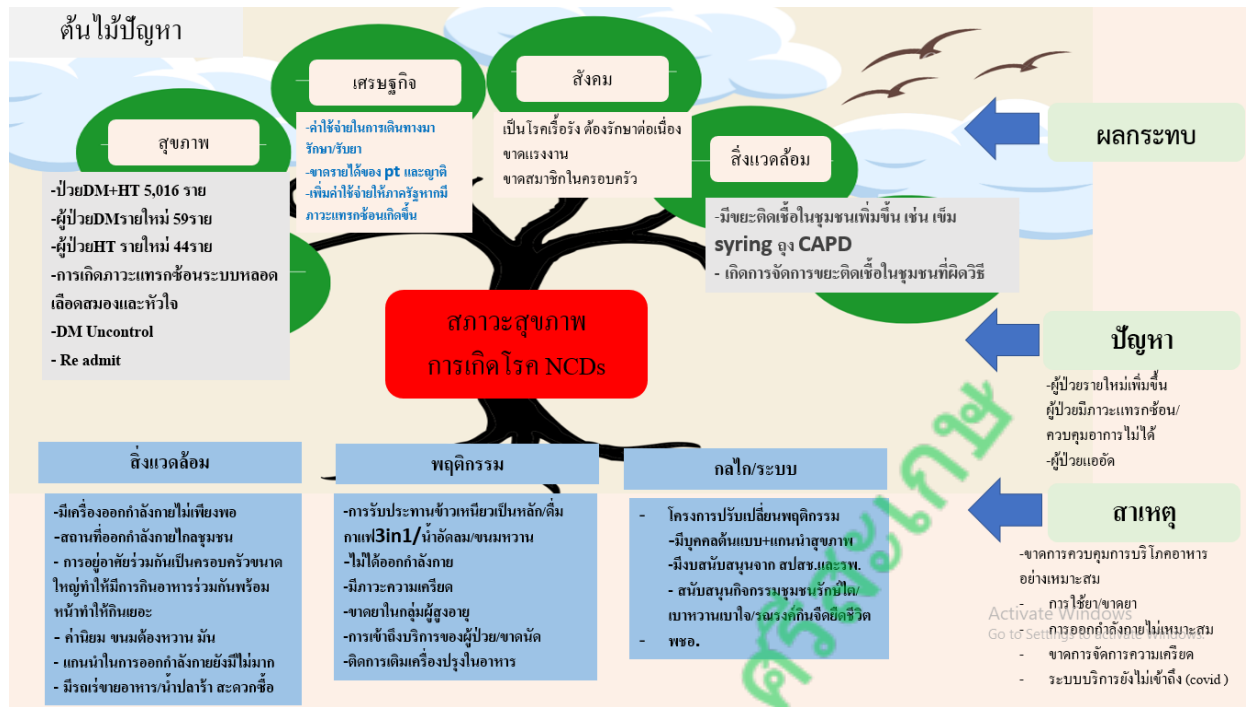 ต้นไม้ปัญหา
สุขภาพ
-ป่วยDM+HT 5,016 ราย
-ผู้ป่วยDMรายใหม่ 59ราย
-ผู้ป่วยHT รายใหม่ 44ราย
-การเกิดภาวะแทรกซ้อนระบบหลอด
เลือดสมองและหัวใจ
-DM Uncontrol
- Re admit
เศรษฐกิจ
-ค่าใช้จ่ายในการเดินทางมา
รักษา/รับยา
-ขาดรายได้ของ pt และญาติ
-เพิ่มค่าใช้จ่ายให้ภาครัฐหากมี
ภาวะแทรกซ้อนเกิดขึ้น
สังคม
เป็นโรคเรื้อรัง ต้องรักษาต่อเนื่อง
ขาดแรงงาน
ขาดสมาชิกในครอบครัว
สิ่งแวดล้อม
-มีขยะติดเชื้อในชุมชนเพิ่มขึ้น เช่น เข็ม
syring ถุง CAPD
- เกิดการจัดการขยะติดเชื้อในชุมชนที่ผิดวิธี
ผลกระทบ
สภาวะสุขภาพ
การเกิดโรค NCDs
ปัญหา
-ผู้ป่วยรายใหม่เพิ่มขึ้น
ผู้ป่วยมีภาวะแทรกซ้อน/
ควบคุมอาการไม่ได้
-ผู้ป่วยแออัด
สิ่งแวดล้อม
-มีเครื่องออกกำลังกายไม่เพียงพอ
-สถานที่ออกกำลังกายไกลชุมชน
- การอยู่อาศัยร่วมกันเป็นครอบครัวขนาด
ใหญ่ทำให้มีการกินอาหารร่วมกันพร้อม
หน้าทำให้กินเยอะ
- ค่านิยม ขนมต้องหวาน มัน
- แกนนำในการออกกำลังกายยังมีไม่มาก
- มีรถเร่ขายอาหาร/น้ำปลาร้า สะดวกซื้อ
พฤติกรรม
-การรับประทานข้าวเหนียวเป็นหลัก/ดื่ม
กาแฟ3in1/น้ำอัดลม/ขนมหวาน
-ไม่ได้ออกกำลังกาย
-มีภาวะความเครียด
-ขาดยาในกลุ่มผู้สูงอายุ
-การเข้าถึงบริการของผู้ป่วย/ขาดนัด
-ติดการเติมเครื่องปรุงในอาหาร
กลไก/ระบบ
- โครงการปรับเปลี่ยนพฤติกรรม
-มีบุคคลต้นแบบ+แกนนำสุขภาพ
-มีงบสนับสนุนจาก สปสช.และรพ.
- สนับสนุนกิจกรรมชุมชนรักษ์ไต/
เบาหวานเบาใจ/รณรงค์กินจืดยืดชีวิต
- พชอ.
สาเหตุ
-ขาดการควบคุมการบริโภคอาหาร
อย่างเหมาะสม
- การใช้ยา/ขาดยา
- การออกกำลังกายไม่เหมาะสม
- ขาดการจัดการความเครียด
- ระบบบริการยังไม่เข้าถึง (covid )
Activate Windows
Go to Settings to activate Windows.
ศรีสะเกษ